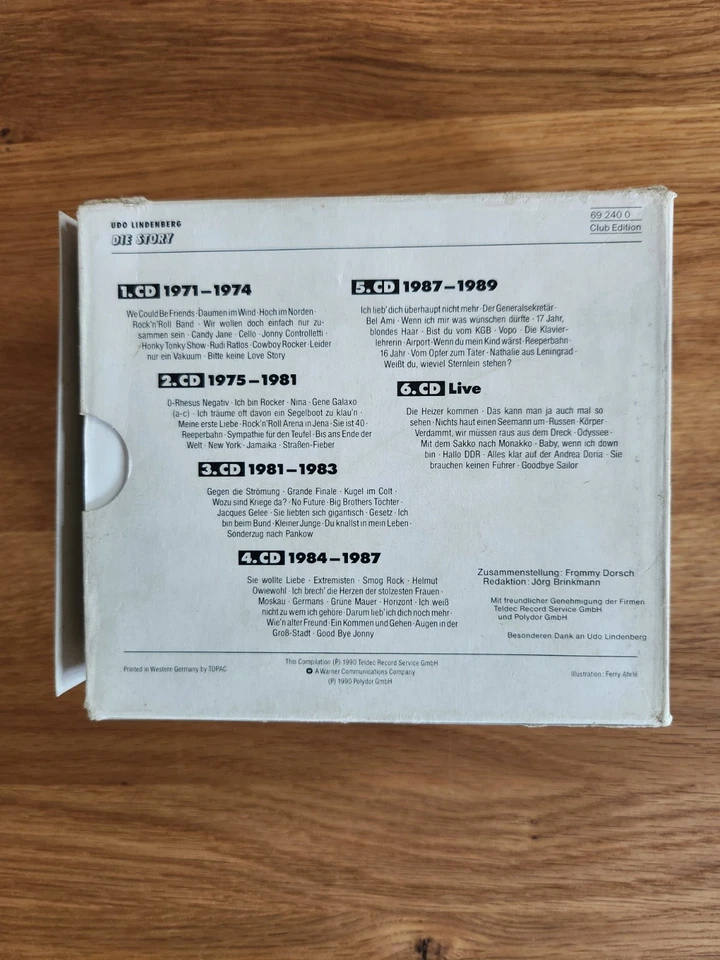 UDO LINDENBERG
DIE STORY
69 240 0
Club Edition
1.CD 1971–1974
We Could Be Friends · Daumen im Wind · Hoch im Norden ·
Rock'n'Roll Band · Wir wollen doch einfach nur zu-
sammen sein · Candy Jane · Cello · Jonny Controlletti ·
Honky Tonky Show · Rudi Ratlos · Cowboy Rocker · Leider
nur ein Vakuum · Bitte keine Love Story
2.CD 1975–1981
0-Rhesus Negativ · Ich bin Rocker · Nina · Gene Galaxo
(a-c) · Ich träume oft davon ein Segelboot zu klau'n ·
Meine erste Liebe · Rock'n'Roll Arena in Jena · Sie ist 40 ·
Reeperbahn · Sympathie für den Teufel · Bis ans Ende der
Welt · New York · Jamaika · Straßen-Fieber
3.CD 1981–1983
Gegen die Strömung · Grande Finale · Kugel im Colt ·
Wozu sind Kriege da? · No Future · Big Brothers Töchter ·
Jacques Gelee · Sie liebten sich gigantisch · Gesetz · Ich
bin beim Bund · Kleiner Junge · Du knallst in mein Leben ·
Sonderzug nach Pankow
4.CD 1984–1987
Sie wollte Liebe · Extremisten · Smog Rock · Helmut
Owiewohl · Ich brech' die Herzen der stolzesten Frauen ·
Moskau · Germans · Grüne Mauer · Horizont · Ich weiß
nicht zu wem ich gehöre · Darum lieb' ich dich noch mehr ·
Wie'n alter Freund · Ein Kommen und Gehen · Augen in der
Groß-Stadt · Good Bye Jonny
5.CD 1987–1989
Ich lieb' dich überhaupt nicht mehr · Der Generalsekretär ·
Bel Ami · Wenn ich mir was wünschen dürfte · 17 Jahr,
blondes Haar · Bist du vom KGB · Vopo · Die Klavier-
lehrerin · Airport · Wenn du mein Kind wärst · Reeperbahn ·
16 Jahr · Vom Opfer zum Täter · Nathalie aus Leningrad ·
Weißt du, wieviel Sternlein stehen?
6.CD Live
Die Heizer kommen · Das kann man ja auch mal so
sehen · Nichts haut einen Seemann um · Russen · Körper ·
Verdammt, wir müssen raus aus dem Dreck · Odyssee ·
Mit dem Sakko nach Monakko · Baby, wenn ich down
bin · Hallo DDR · Alles klar auf der Andrea Doria · Sie
brauchen keinen Führer · Goodbye Sailor
Zusammenstellung: Frommy Dorsch
Redaktion: Jörg Brinkmann
Mit freundlicher Genehmigung der Firmen
Teldec Record Service GmbH
und Polydor GmbH
Besonderen Dank an Udo Lindenberg
Printed in Western Germany by TOPAC
This Compilation (P) 1990 Teldec Record Service GmbH
A Warner Communications Company
(P) 1990 Polydor GmbH
Illustration: Ferry Ahrlé